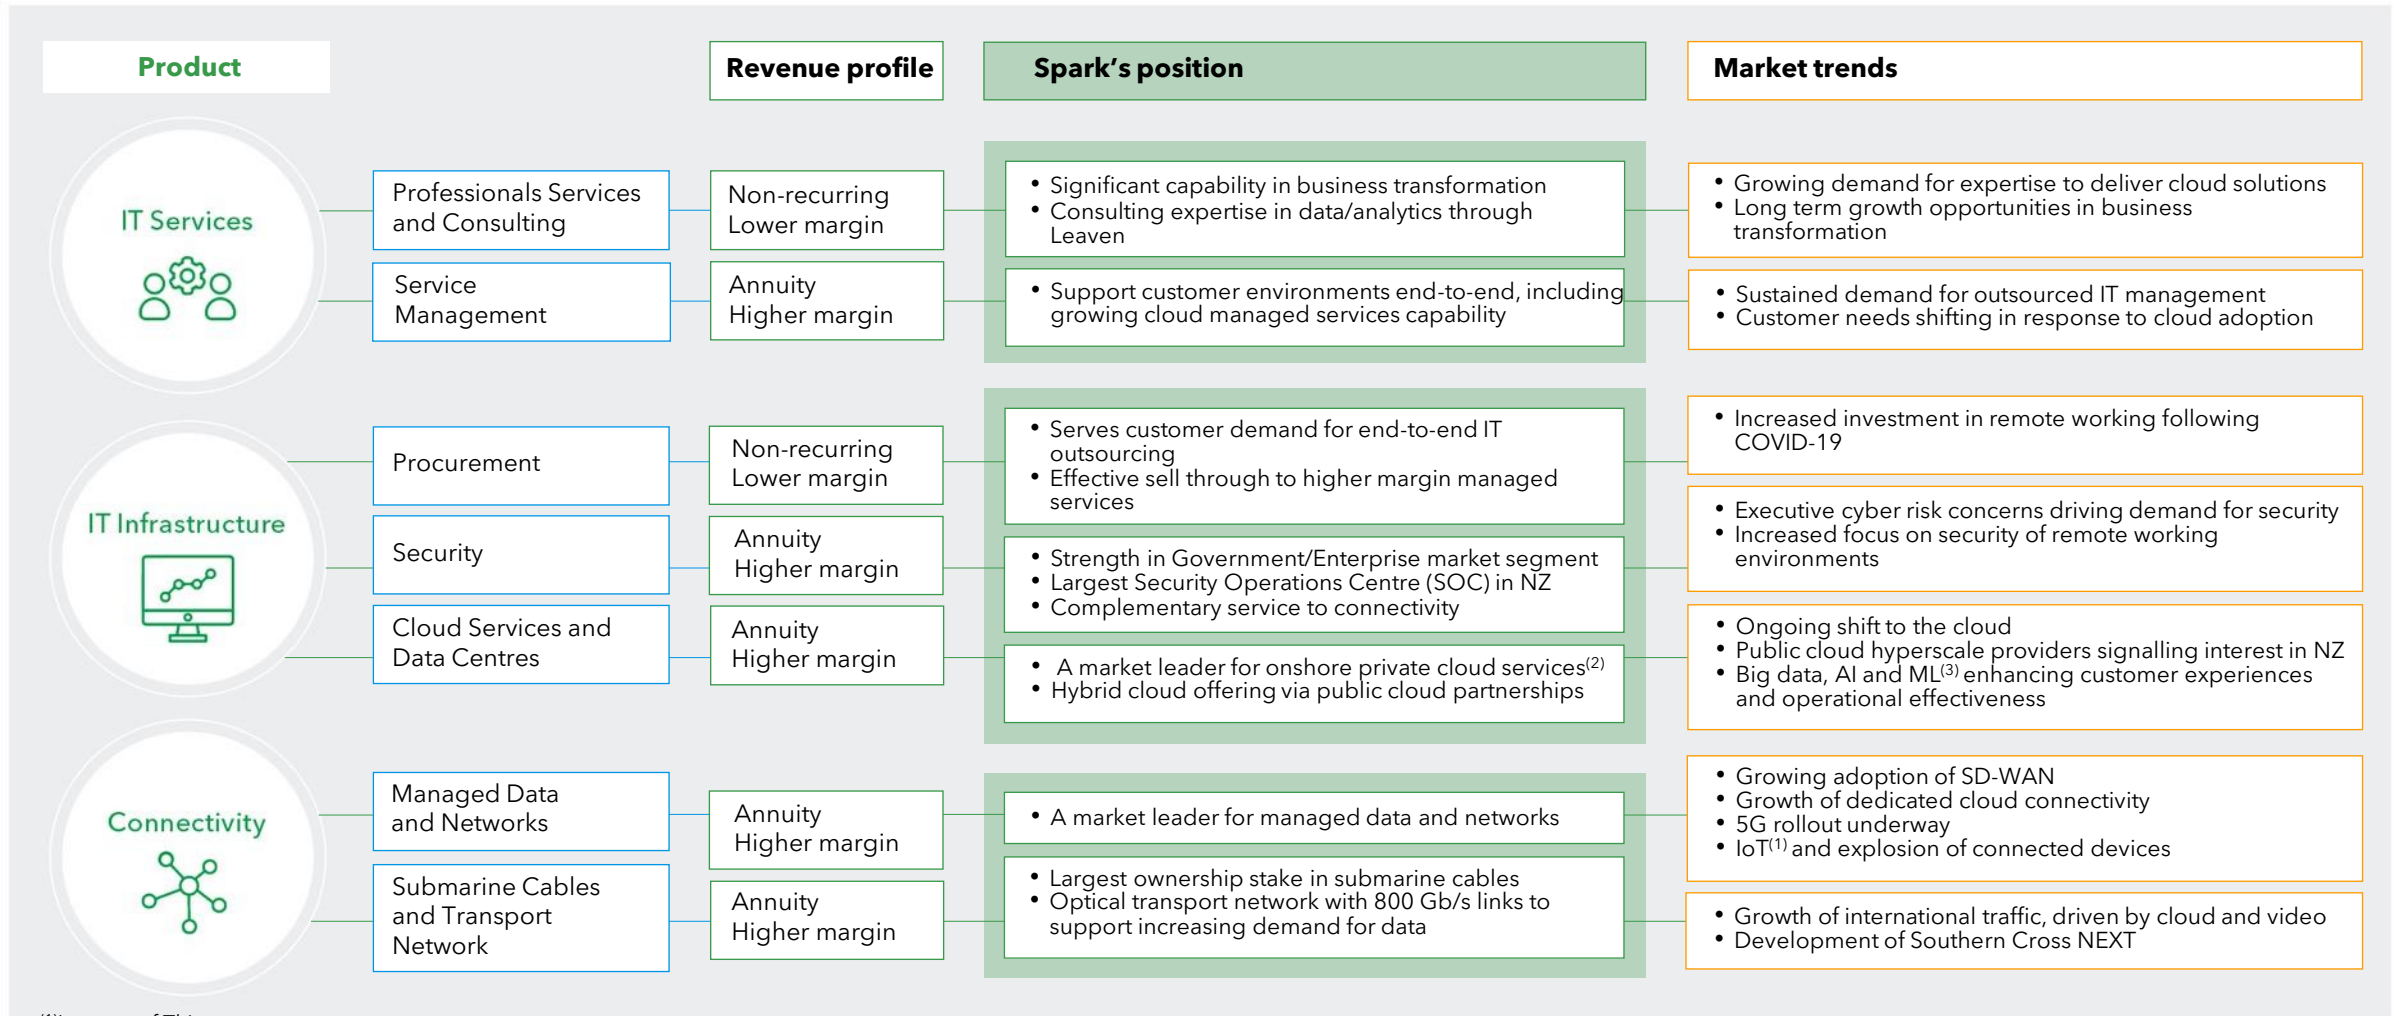 Product
Revenue profile
Spark's position
Market trends
IT Services
Professionals Services
and Consulting
Non-recurring
Lower margin
• Significant capability in business transformation
• Consulting expertise in data/analytics through
Leaven
• Growing demand for expertise to deliver cloud solutions
• Long term growth opportunities in business
transformation
Service
Management
Annuity
Higher margin
• Support customer environments end-to-end, including
growing cloud managed services capability
• Sustained demand for outsourced IT management
• Customer needs shifting in response to cloud adoption
IT Infrastructure
Procurement
Non-recurring
Lower margin
• Serves customer demand for end-to-end IT
outsourcing
• Effective sell through to higher margin managed
services
• Increased investment in remote working following
COVID-19
Security
Annuity
Higher margin
• Strength in Government/Enterprise market segment
• Largest Security Operations Centre (SOC) in NZ
• Complementary service to connectivity
• Executive cyber risk concerns driving demand for security
• Increased focus on security of remote working
environments
Cloud Services and
Data Centres
Annuity
Higher margin
• A market leader for onshore private cloud services(2)
• Hybrid cloud offering via public cloud partnerships
• Ongoing shift to the cloud
• Public cloud hyperscale providers signalling interest in NZ
• Big data, AI and ML(3) enhancing customer experiences
and operational effectiveness
Connectivity
Managed Data
and Networks
Annuity
Higher margin
• A market leader for managed data and networks
• Growing adoption of SD-WAN
• Growth of dedicated cloud connectivity
• 5G rollout underway
• IoT(1) and explosion of connected devices
Submarine Cables
and Transport
Network
Annuity
Higher margin
• Largest ownership stake in submarine cables
• Optical transport network with 800 Gb/s links to
support increasing demand for data
• Growth of international traffic, driven by cloud and video
• Development of Southern Cross NEXT